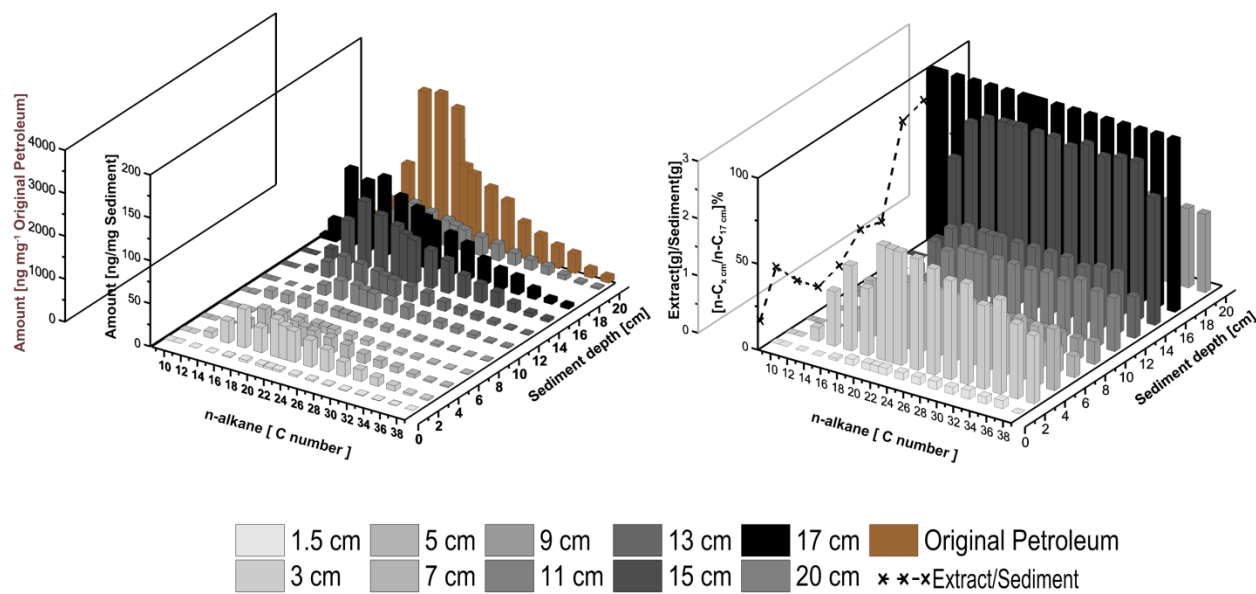 Amount [ng mg⁻¹ Original Petroleum]
4000
3000
2000
1000
0
Amount [ng/mg Sediment]
200
150
100
50
0
10 12 14 16 18 20 22 24 26 28 30 32 34 36 38
n-alkane [ C number ]
0 2 4 6 8 10 12 14 16 18 20
Sediment depth [cm]
Extract[g]/Sediment[g]
3
2
1
0
[n-Cₓ cm/n-C₁₇ cm]%
100
50
0
10 12 14 16 18 20 22 24 26 28 30 32 34 36 38
n-alkane [ C number ]
0 2 4 6 8 10 12 14 16 18 20
Sediment depth [cm]
1.5 cm 5 cm 9 cm 13 cm 17 cm Original Petroleum
3 cm 7 cm 11 cm 15 cm 20 cm Extract/Sediment